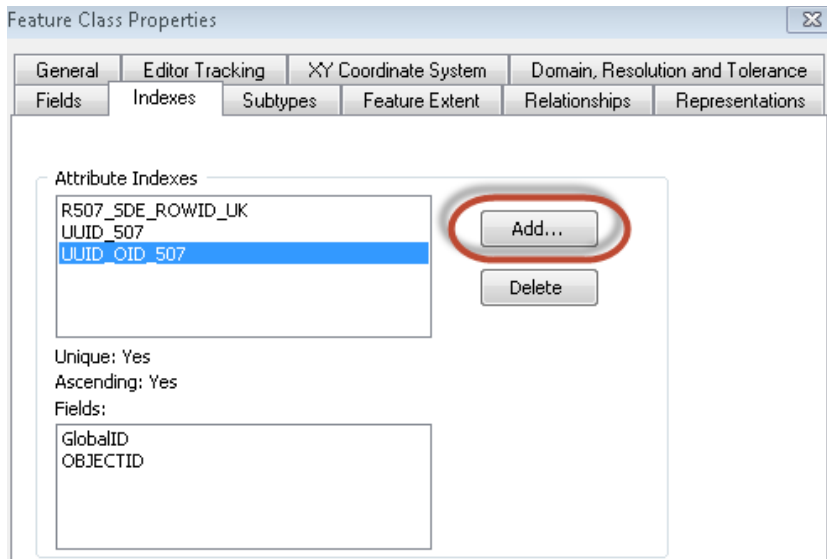 Feature Class Properties
General Editor Tracking XY Coordinate System Domain, Resolution and Tolerance
Fields Indexes Subtypes Feature Extent Relationships Representations
Attribute Indexes
R507_SDE_ROWID_UK
UUID_507
UUID_OID_507
Add...
Delete
Unique: Yes
Ascending: Yes
Fields:
GlobalID
OBJECTID